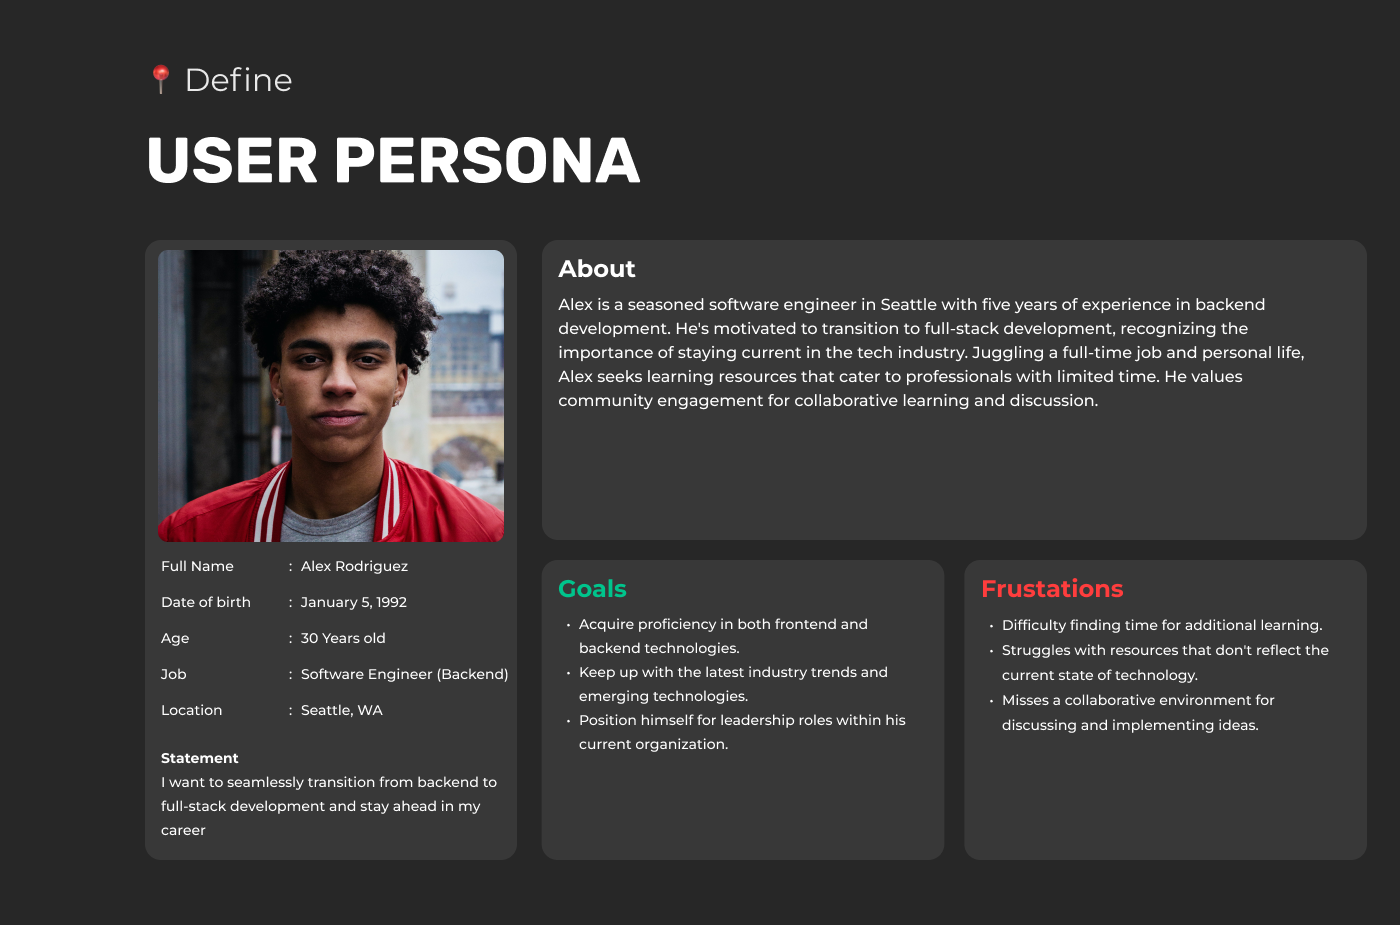 Define
USER PERSONA
Full Name : Alex Rodriguez
Date of birth : January 5, 1992
Age : 30 Years old
Job : Software Engineer (Backend)
Location : Seattle, WA
Statement
I want to seamlessly transition from backend to
full-stack development and stay ahead in my
career
About
Alex is a seasoned software engineer in Seattle with five years of experience in backend
development. He's motivated to transition to full-stack development, recognizing the
importance of staying current in the tech industry. Juggling a full-time job and personal life,
Alex seeks learning resources that cater to professionals with limited time. He values
community engagement for collaborative learning and discussion.
Goals
• Acquire proficiency in both frontend and
backend technologies.
• Keep up with the latest industry trends and
emerging technologies.
• Position himself for leadership roles within his
current organization.
Frustations
• Difficulty finding time for additional learning.
• Struggles with resources that don't reflect the
current state of technology.
• Misses a collaborative environment for
discussing and implementing ideas.